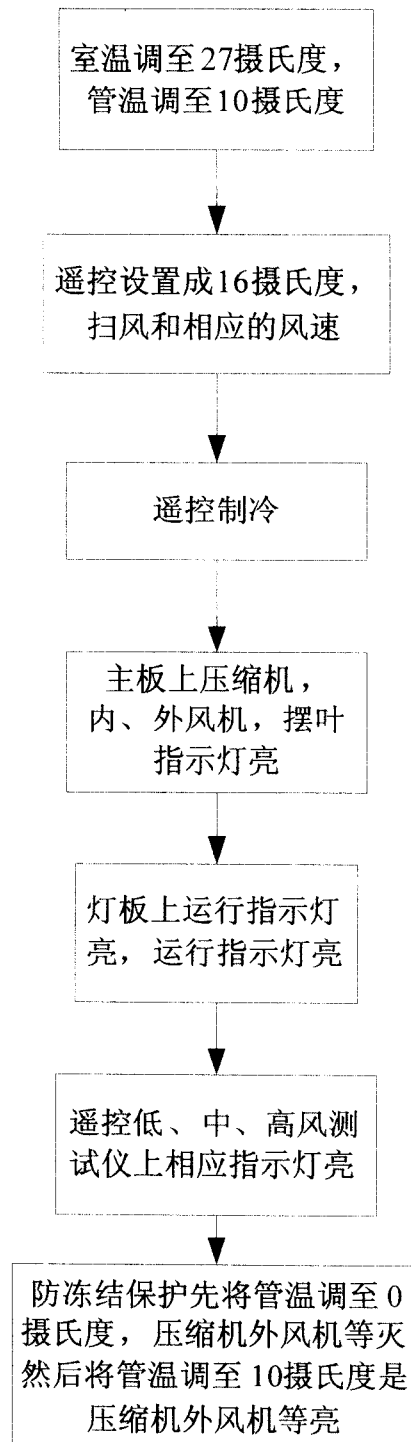 室温调至27摄氏度，
管温调至10摄氏度
遥控设置成16摄氏度，
扫风和相应的风速
遥控制冷
主板上压缩机，
内、外风机，摆叶
指示灯亮
灯板上运行指示灯
亮，运行指示灯亮
遥控低、中、高风测
试仪上相应指示灯亮
防冻结保护先将管温调至 0
摄氏度，压缩机外风机等灭
然后将管温调至 10摄氏度是
压缩机外风机等亮